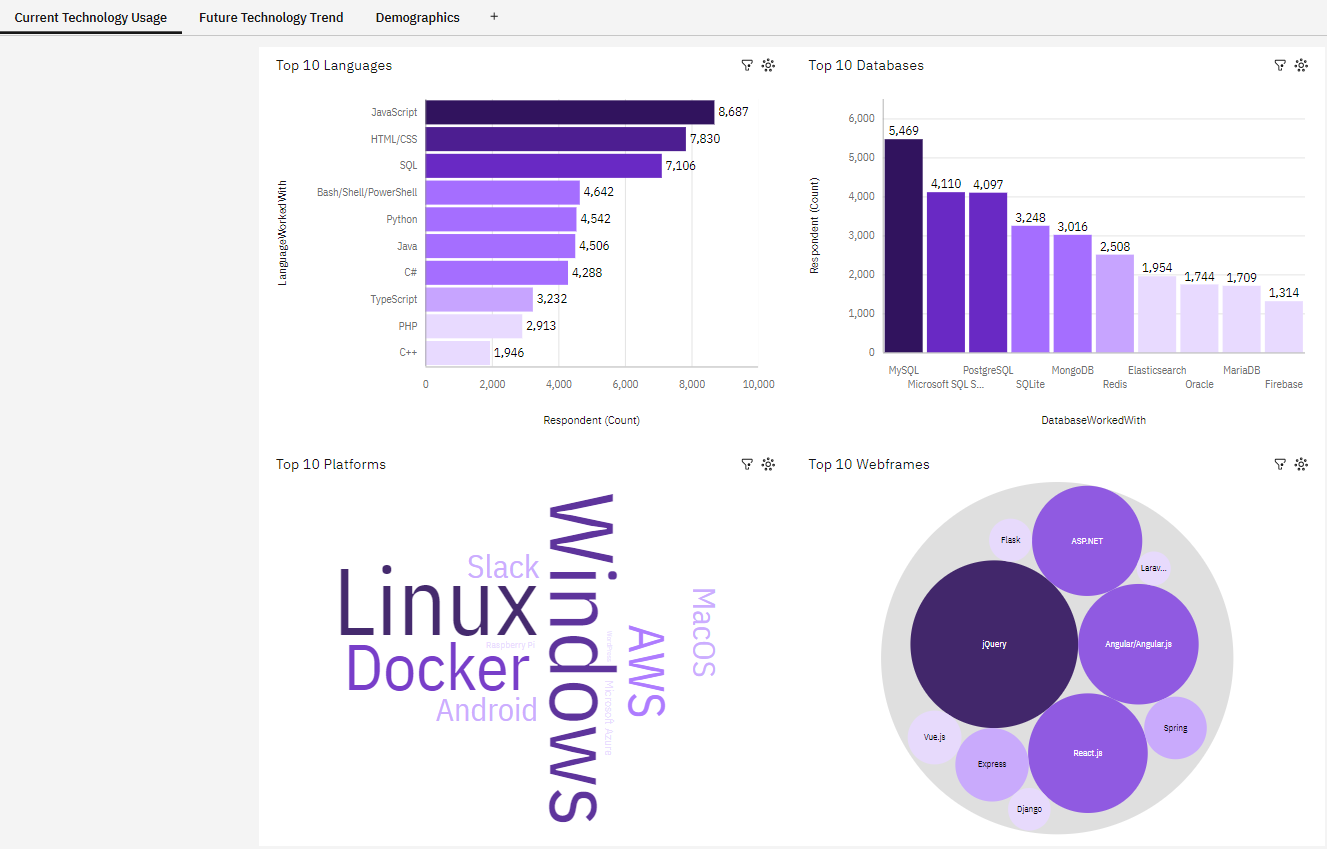 Current Technology Usage
Future Technology Trend
Demographics
+
Top 10 Languages
LanguageWorkedWith
JavaScript 8,687
HTML/CSS 7,830
SQL 7,106
Bash/Shell/PowerShell 4,642
Python 4,542
Java 4,506
C# 4,288
TypeScript 3,232
PHP 2,913
C++ 1,946
0 2,000 4,000 6,000 8,000 10,000
Respondent (Count)
Top 10 Databases
Respondent (Count)
6,000
5,000
4,000
3,000
2,000
1,000
0
5,469
4,110
4,097
3,248
3,016
2,508
1,954
1,744
1,709
1,314
MySQL PostgreSQL MongoDB Elasticsearch MariaDB
Microsoft SQL S... SQLite Redis Oracle Firebase
DatabaseWorkedWith
Top 10 Platforms
Slack
Linux
Raspberry Pi
Docker
Android
Windows
WordPress
Microsoft Azure
AWS
MacOS
Top 10 Webframes
Flask
ASP.NET
Larav...
jQuery
Angular/Angular.js
Spring
Vue.js
React.js
Express
Django